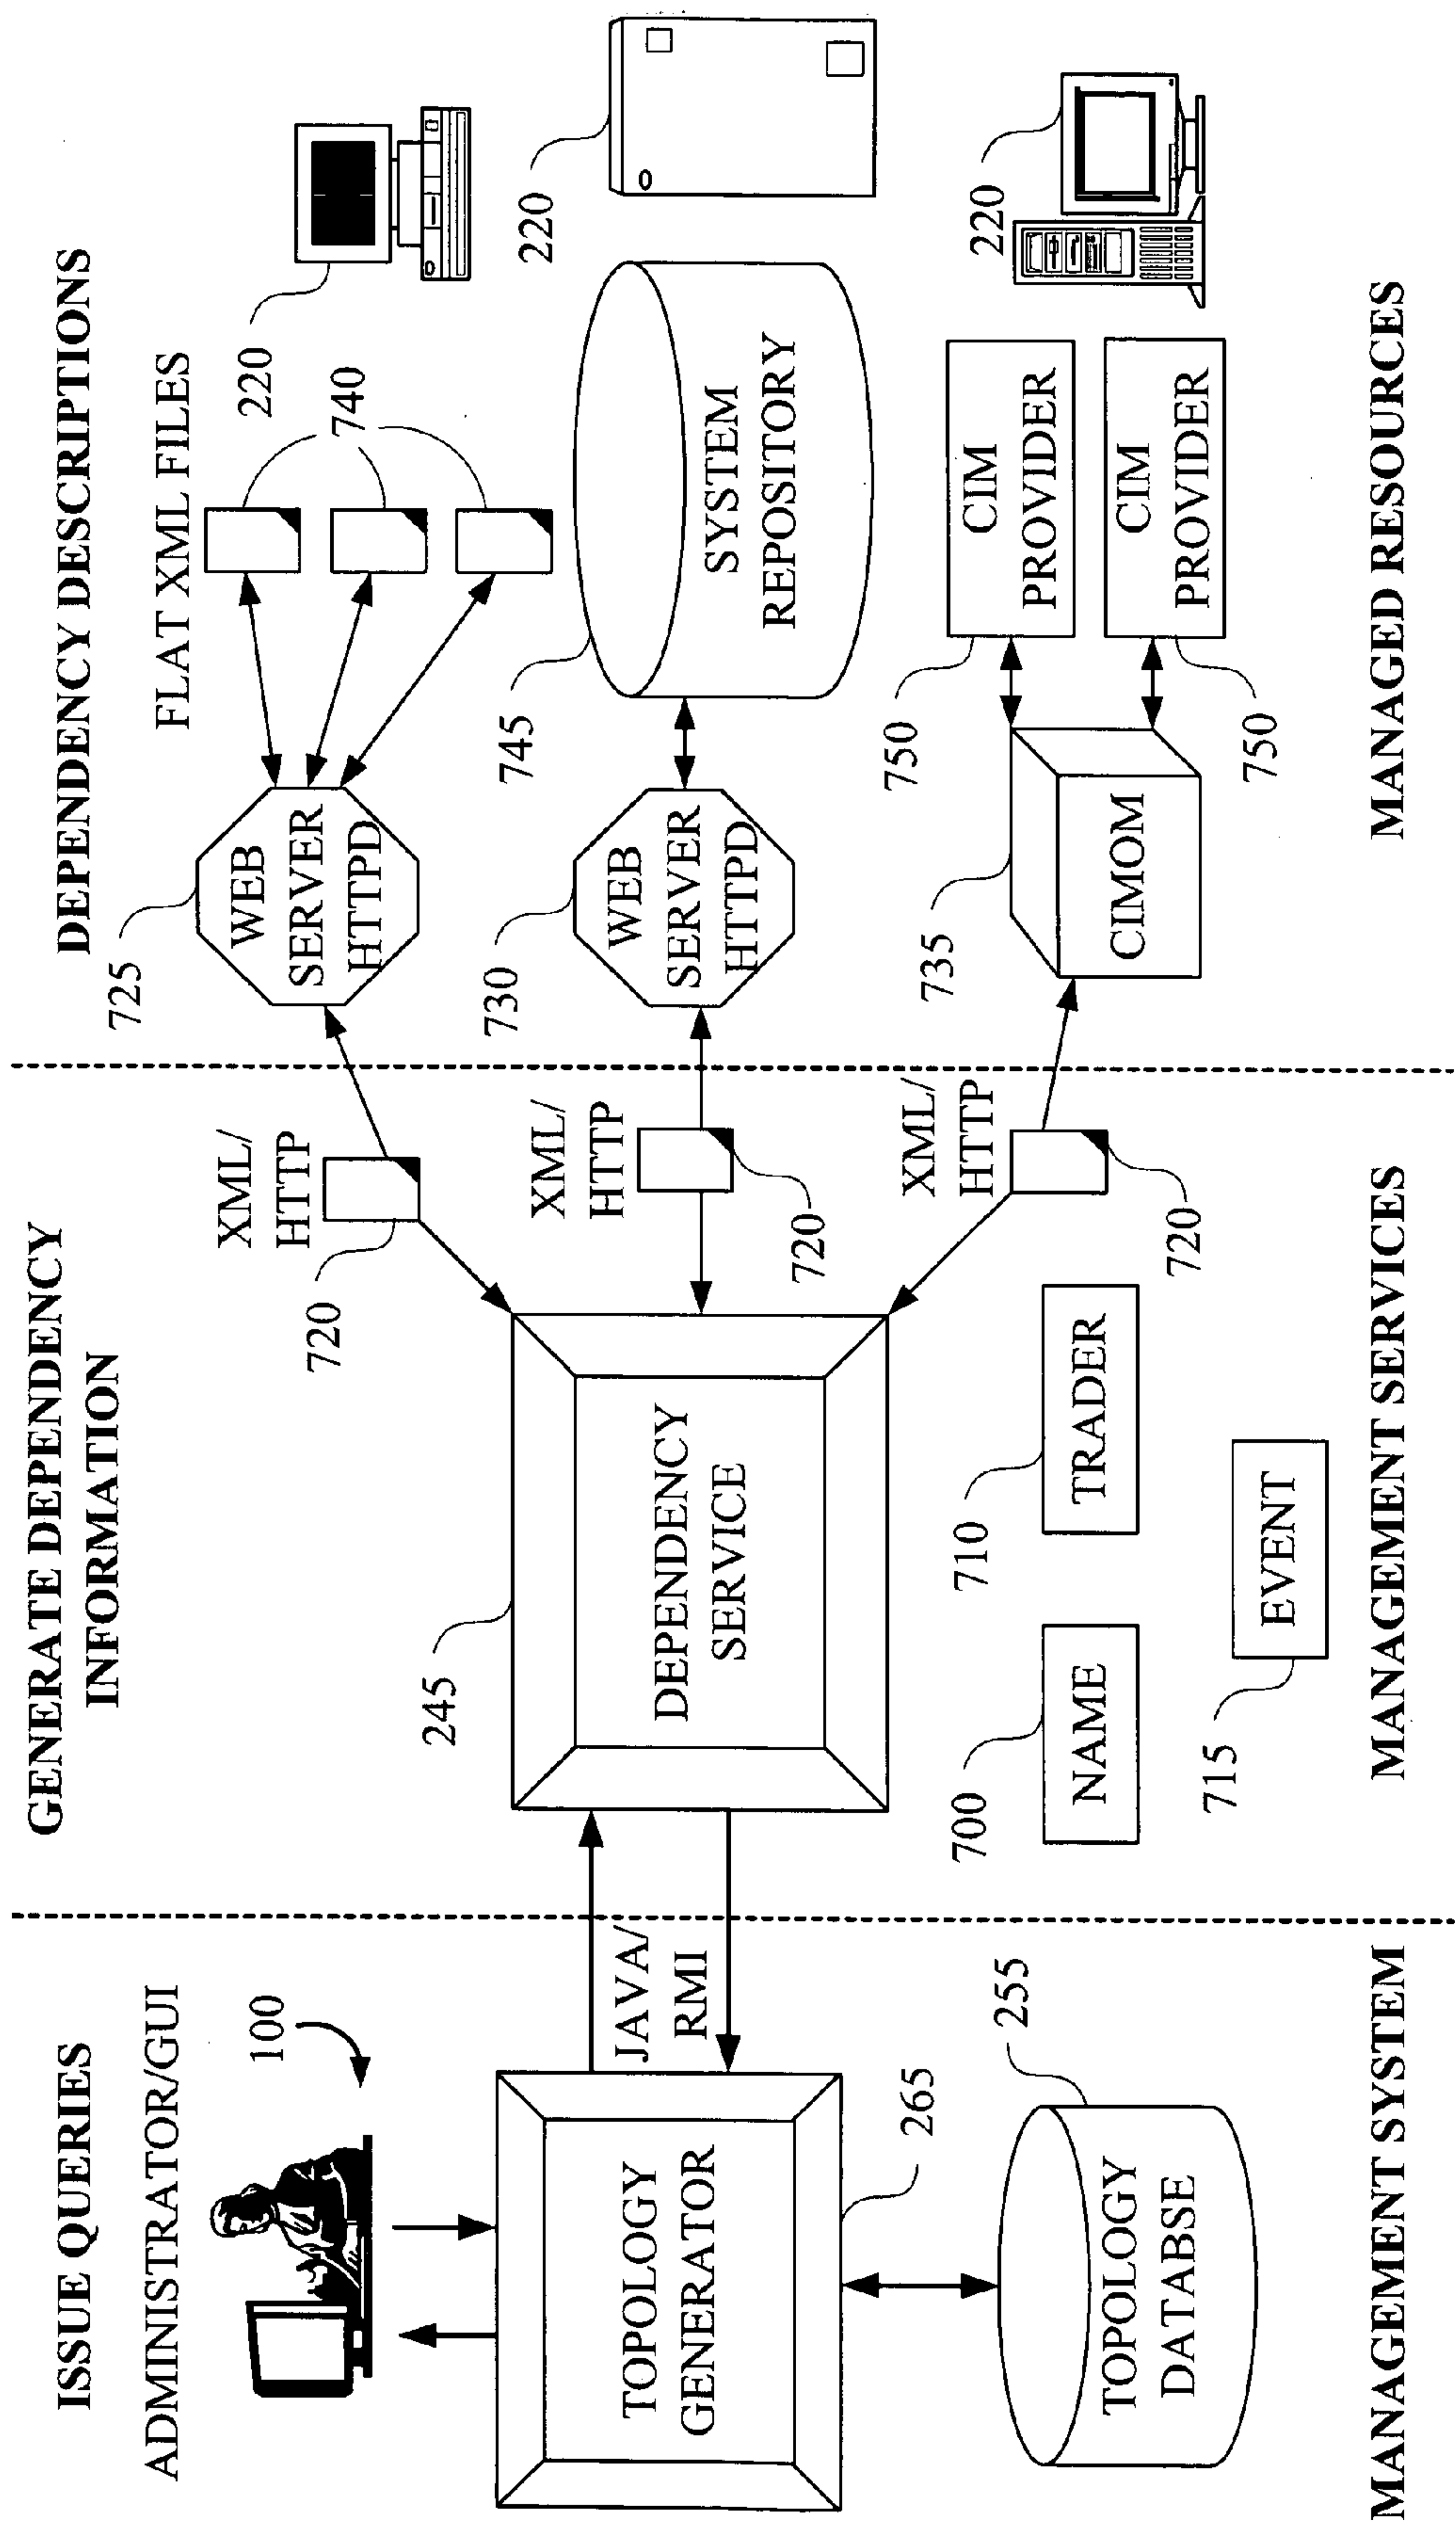 ISSUE QUERIES
ADMINISTRATOR/GUI
100
TOPOLOGY
GENERATOR
265
255
TOPOLOGY
DATABSE
MANAGEMENT SYSTEM
JAVA/
RMI
GENERATE DEPENDENCY
INFORMATION
245
DEPENDENCY
SERVICE
XML/
HTTP
720
XML/
HTTP
720
XML/
HTTP
720
700
NAME
710
TRADER
715
EVENT
MANAGEMENT SERVICES
DEPENDENCY DESCRIPTIONS
FLAT XML FILES
725
WEB
SERVER
HTTPD
740
220
730
WEB
SERVER
HTTPD
745
SYSTEM
REPOSITORY
220
735
CIMOM
750
CIM
PROVIDER
750
CIM
PROVIDER
220
MANAGED RESOURCES